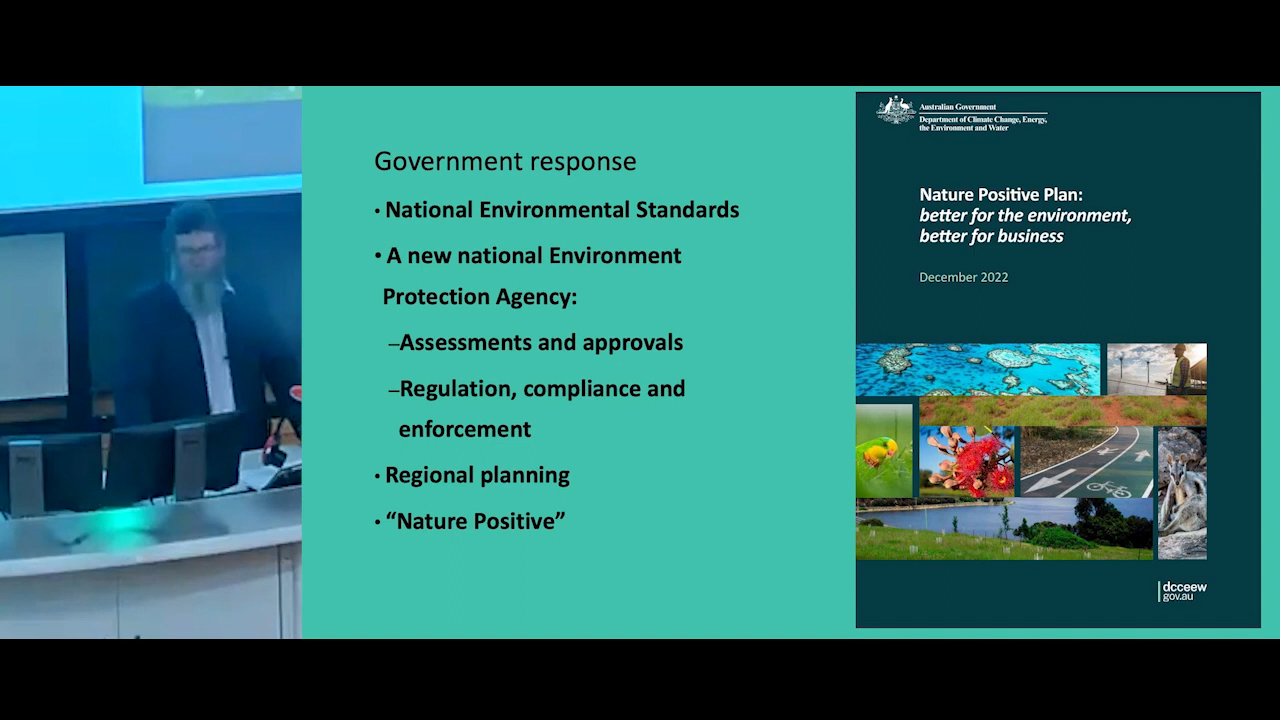 Government response
• National Environmental Standards
• A new national Environment
Protection Agency:
–Assessments and approvals
–Regulation, compliance and
enforcement
• Regional planning
• “Nature Positive”
Australian Government
Department of Climate Change, Energy,
the Environment and Water
Nature Positive Plan:
better for the environment,
better for business
December 2022
dcceew
gov.au